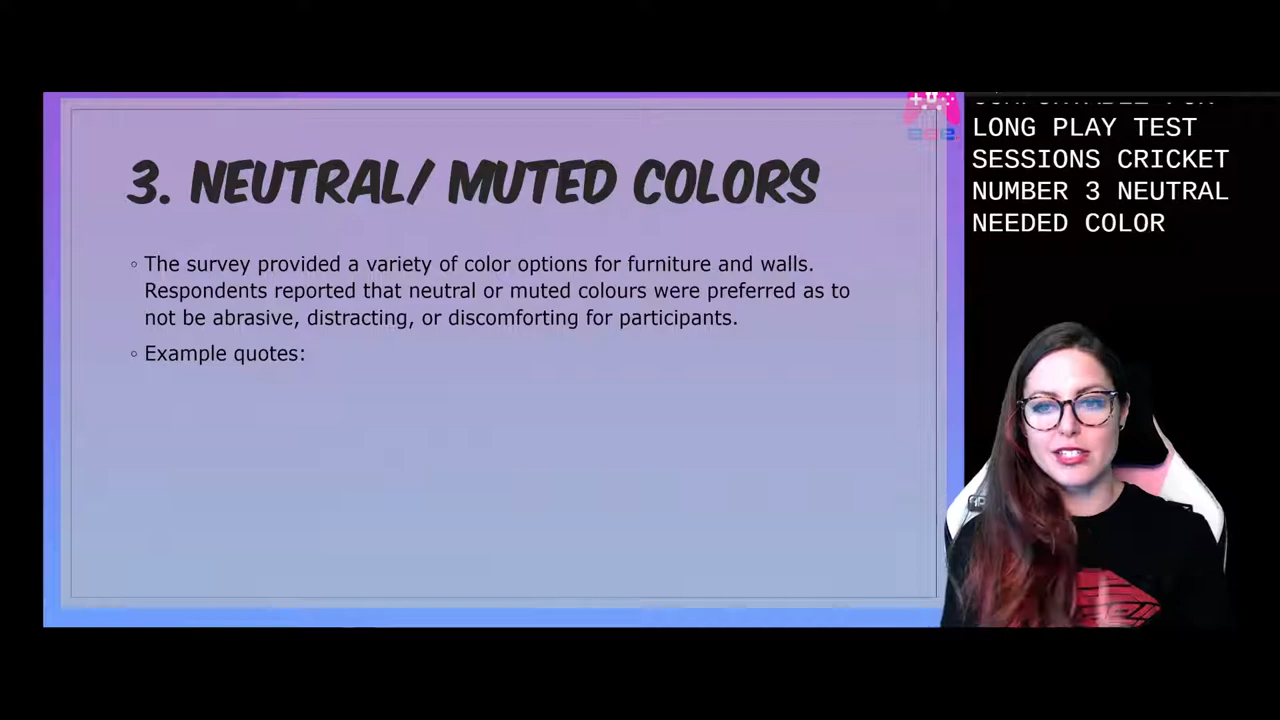 3. NEUTRAL/ MUTED COLORS
◦ The survey provided a variety of color options for furniture and walls.
Respondents reported that neutral or muted colours were preferred as to
not be abrasive, distracting, or discomforting for participants.
◦ Example quotes:
LONG PLAY TEST
SESSIONS CRICKET
NUMBER 3 NEUTRAL
NEEDED COLOR